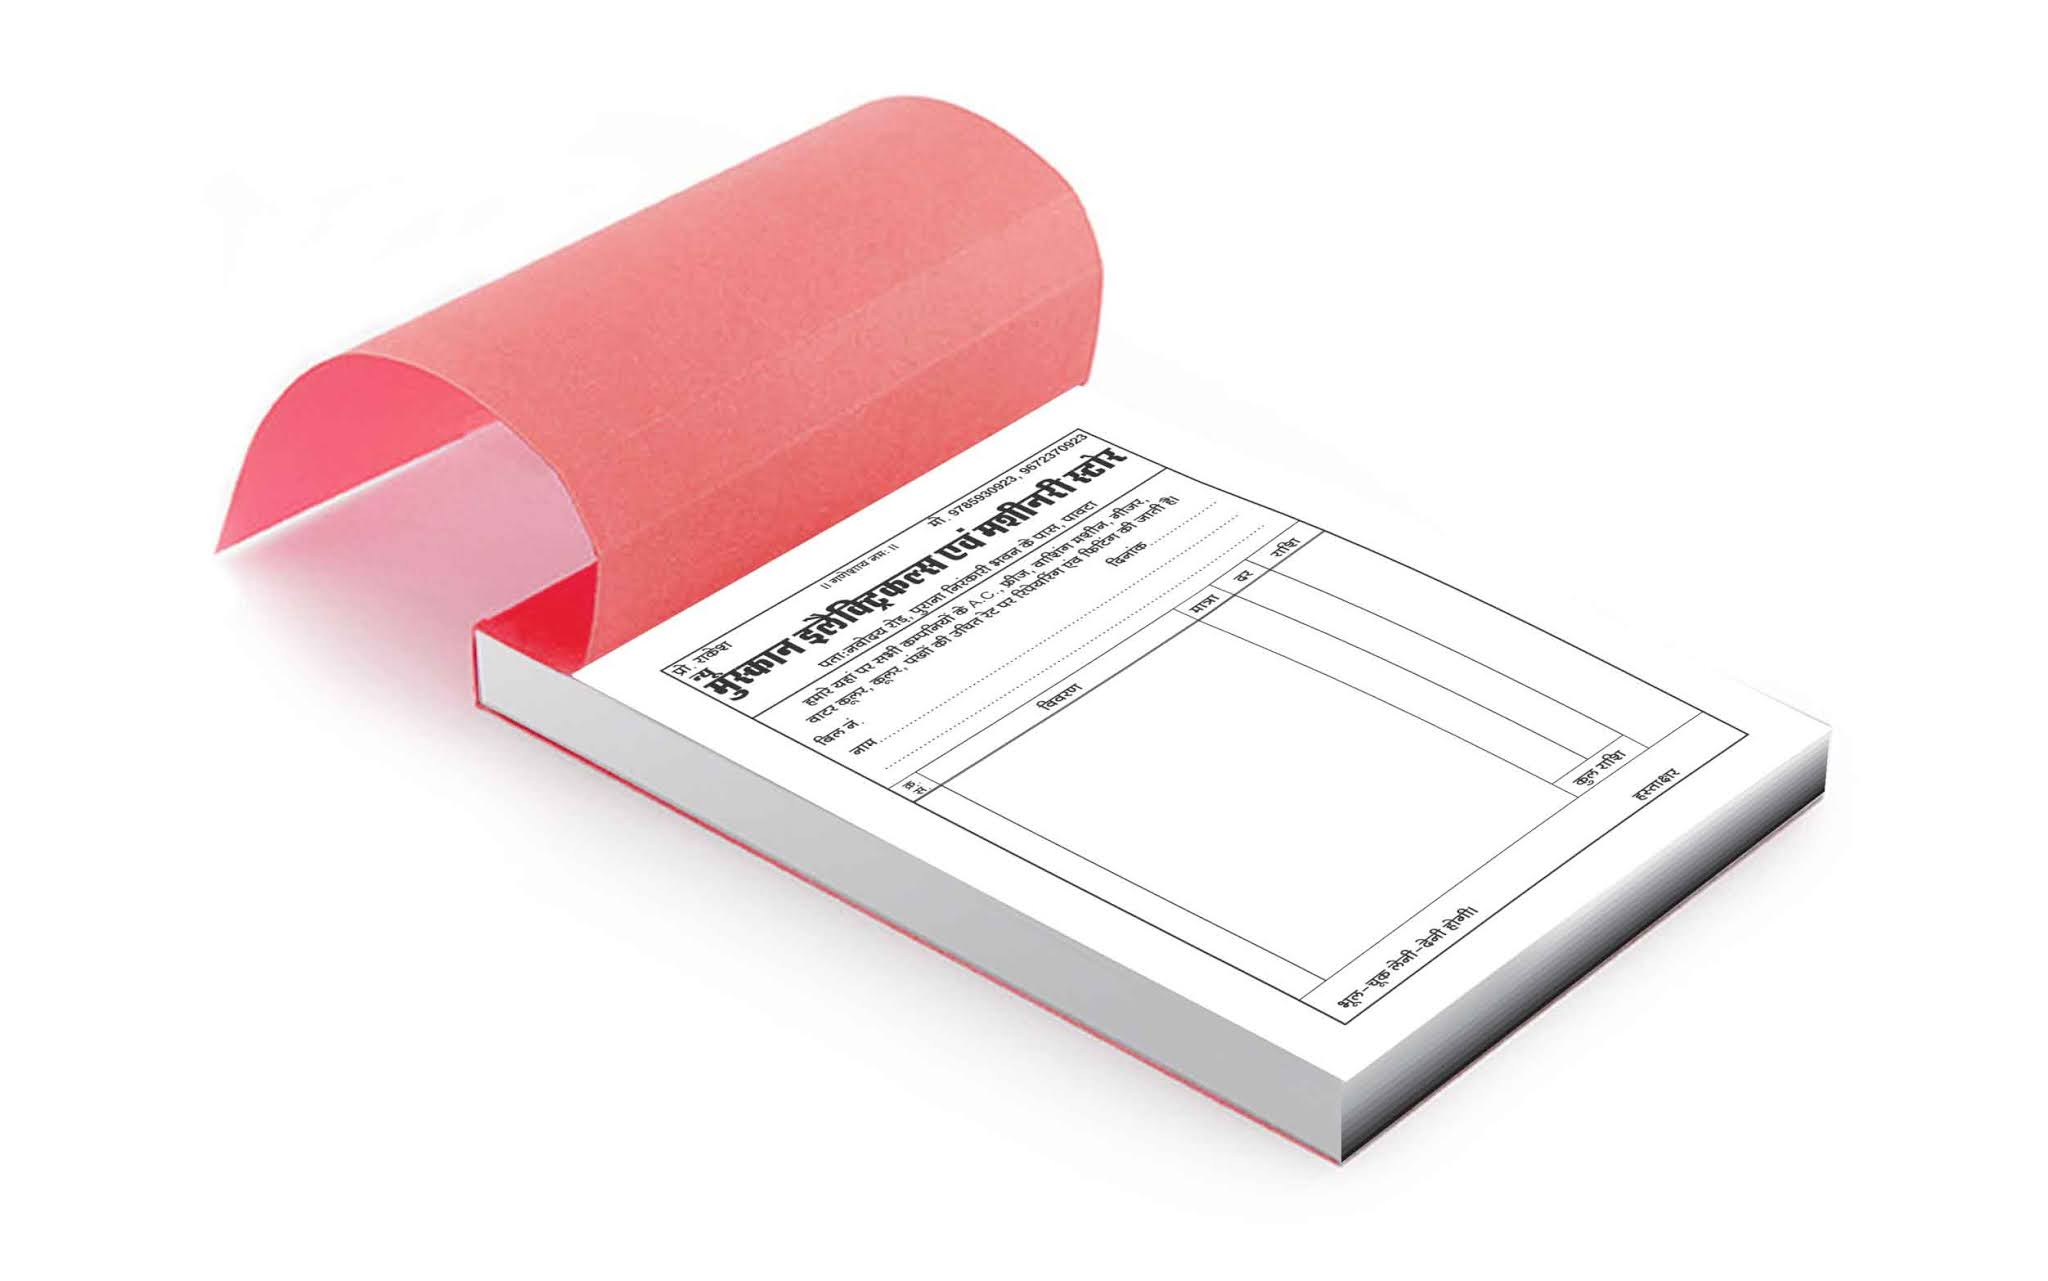 ।। गणेशाय नमः ।।
प्रो. राकेश
मो. 9785930923, 9672370923
न्यू
मुस्कान इलैक्ट्रिकल्स एवं मशीनरी स्टोर
पताःनवोदय रोड़, पुराना निरंकारी भवन के पास, पावटा
हमारे यहां पर सभी कम्पनियों के A.C., फ्रीज, वाशिंग मशीन, गीजर,
वाटर कूलर, कूलर, पंखों की उचित रेट पर रिपेयरिंग एंव फिटिंग की जाती है।
बिल नं. दिनांक..................
नाम..................
क्र. सं. विवरण मात्रा दर राशि
कुल राशि
भूल-चूक लेनी-देनी होगी। हस्ताक्षर